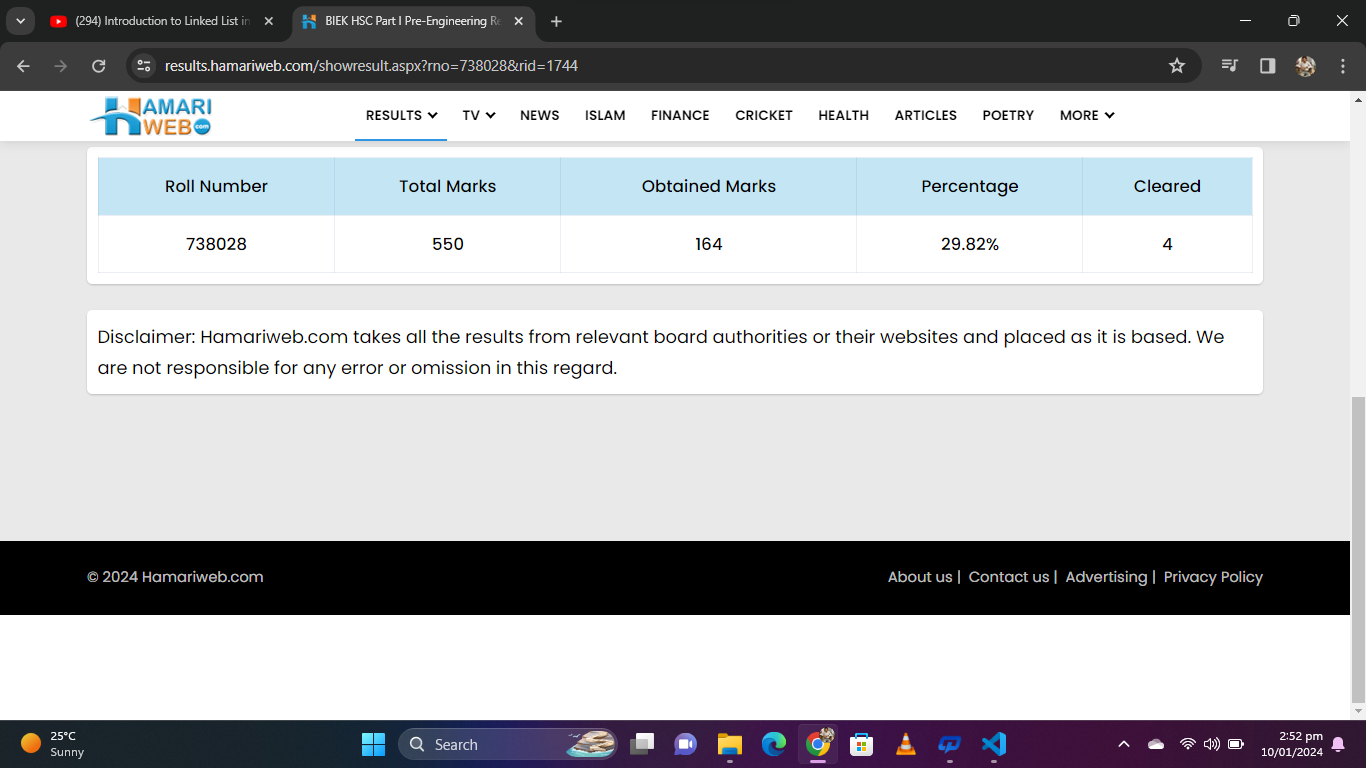 (294) Introduction to Linked List in
BIEK HSC Part I Pre-Engineering Re
results.hamariweb.com/showresult.aspx?rno=738028&rid=1744
HAMARI
WEB.com
RESULTS TV NEWS ISLAM FINANCE CRICKET HEALTH ARTICLES POETRY MORE
Roll Number Total Marks Obtained Marks Percentage Cleared
738028 550 164 29.82% 4
Disclaimer: Hamariweb.com takes all the results from relevant board authorities or their websites and placed as it is based. We
are not responsible for any error or omission in this regard.
© 2024 Hamariweb.com
About us | Contact us | Advertising | Privacy Policy
25°C
Sunny
Search
2:52 pm
10/01/2024